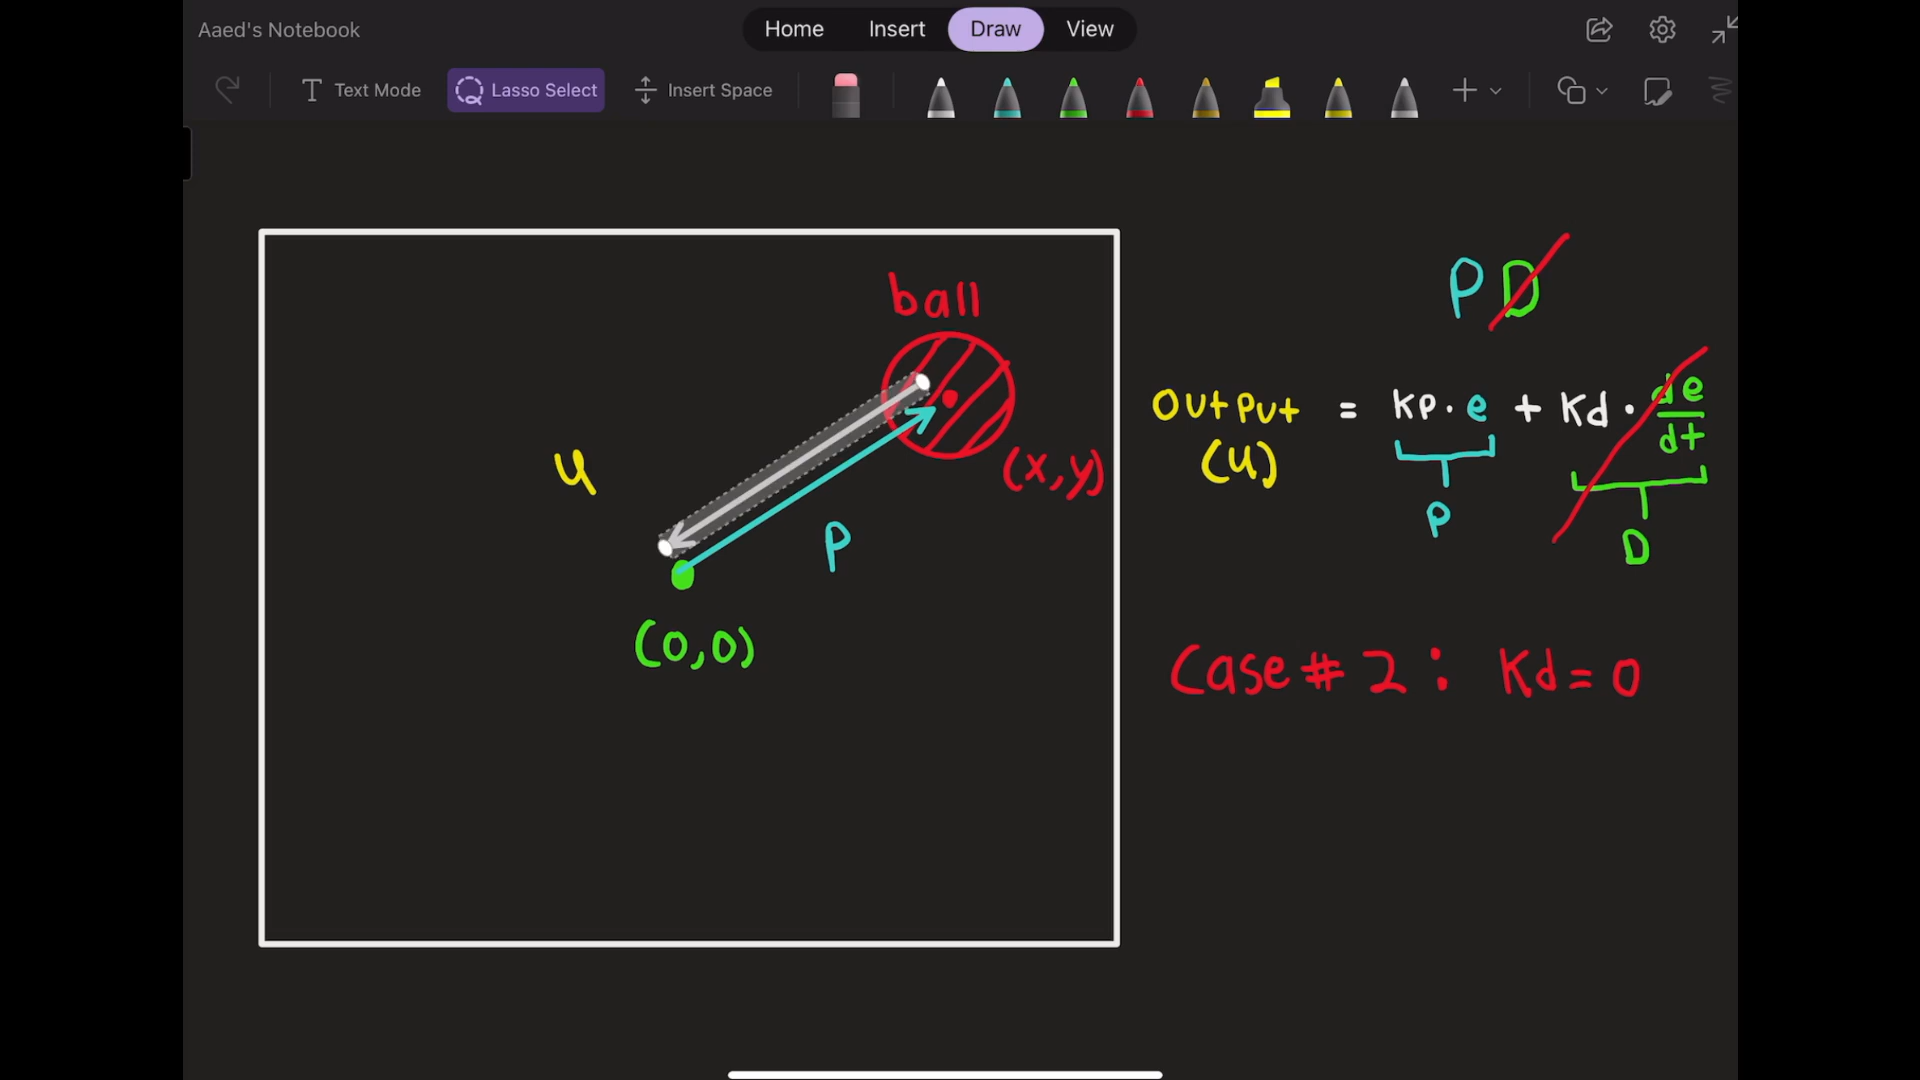 Aaed's Notebook
Home Insert Draw View
Text Mode Lasso Select Insert Space
ball
(x,y)
u
P
(0,0)
PD
output = Kp · e + Kd · de/dt
(u)
P
D
Case # 2 : Kd = 0